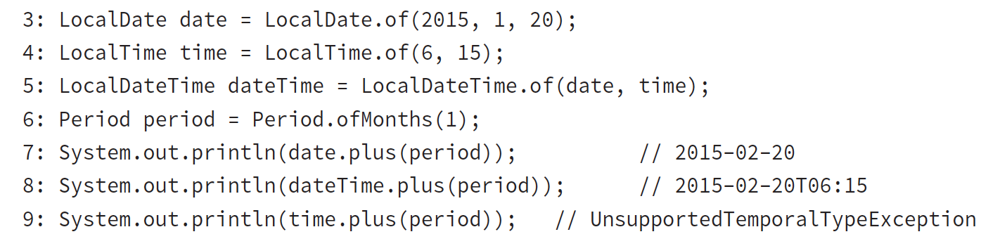 3: LocalDate date = LocalDate.of(2015, 1, 20);
4: LocalTime time = LocalTime.of(6, 15);
5: LocalDateTime dateTime = LocalDateTime.of(date, time);
6: Period period = Period.ofMonths(1);
7: System.out.println(date.plus(period)); // 2015–02–20
8: System.out.println(dateTime.plus(period)); // 2015–02–20T06:15
9: System.out.println(time.plus(period)); // UnsupportedTemporalTypeException